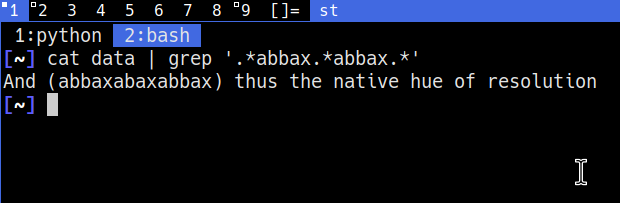 1 2 3 4 5 6 7 8 9 []= st
1:python 2:bash
[~] cat data | grep '.*abbax.*abbax.*'
And (abbaxabaxabbax) thus the native hue of resolution
[~]